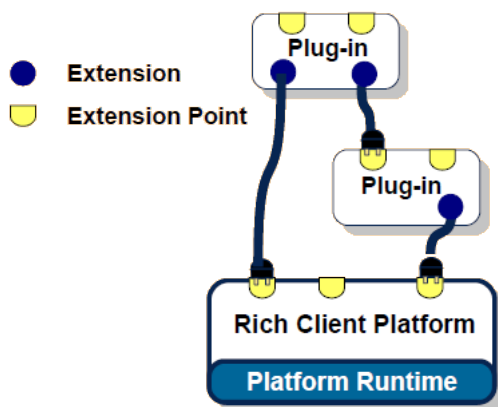 Plug-in
Extension
Extension Point
Plug-in
Rich Client Platform
Platform Runtime